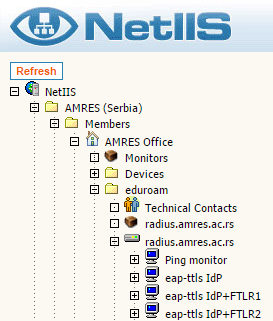 NetIIS
Refresh
NetIIS
AMRES (Serbia)
Members
AMRES Office
Monitors
Devices
eduroam
Technical Contacts
radius.amres.ac.rs
radius.amres.ac.rs
Ping monitor
eap-ttls IdP
eap-ttls IdP+FTLR1
eap-ttls IdP+FTLR2